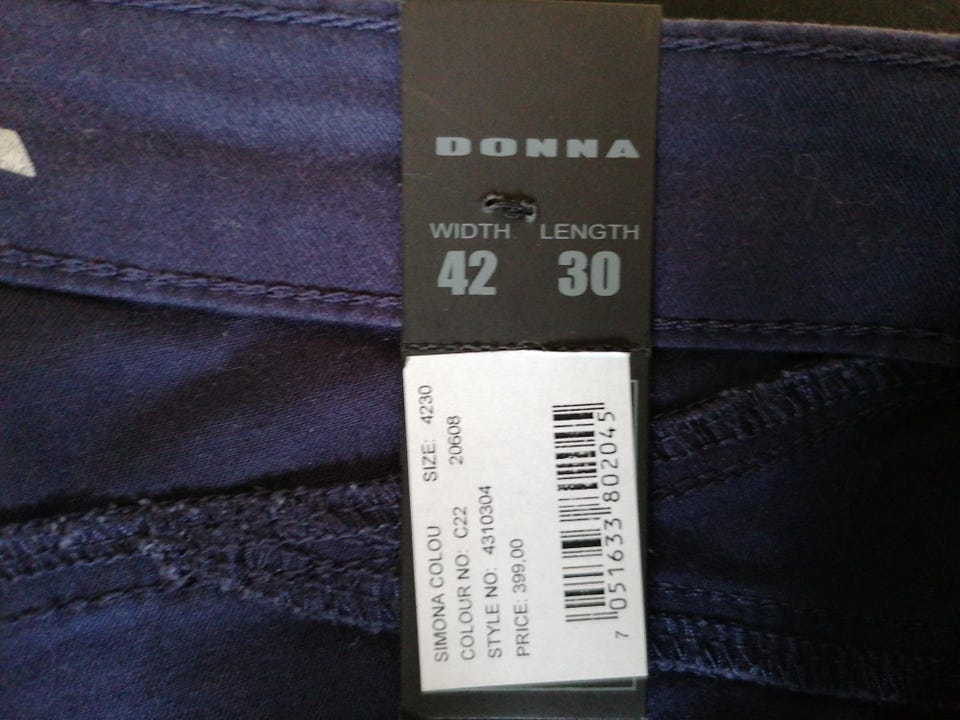 DONNA
WIDTH LENGTH
42 30
SIMONA COLOU SIZE: 4230
COLOUR NO: C22 20608
STYLE NO: 4310304
PRICE: 399,00
7 051633 802045